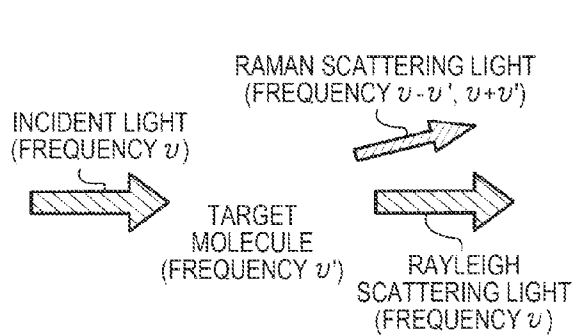 RAMAN SCATTERING LIGHT
(FREQUENCY υ-υ', υ+υ')
INCIDENT LIGHT
(FREQUENCY υ)
TARGET
MOLECULE
(FREQUENCY υ')
RAYLEIGH
SCATTERING LIGHT
(FREQUENCY υ)